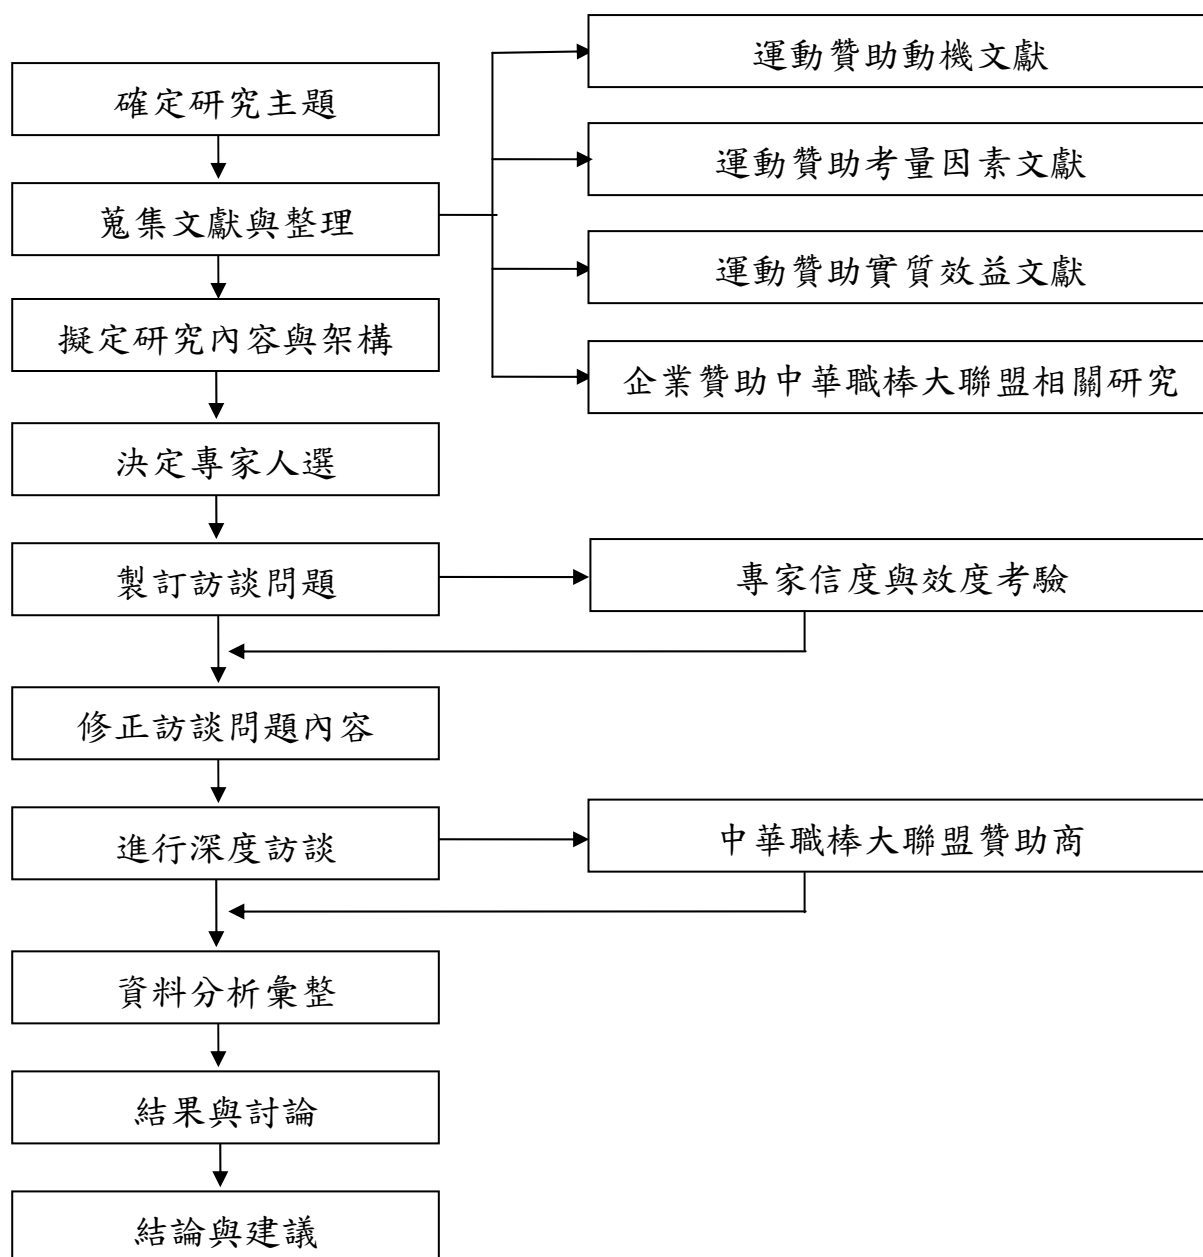 確定研究主題
蒐集文獻與整理
運動贊助動機文獻
運動贊助考量因素文獻
運動贊助實質效益文獻
企業贊助中華職棒大聯盟相關研究
擬定研究內容與架構
決定專家人選
製訂訪談問題
專家信度與效度考驗
修正訪談問題內容
進行深度訪談
中華職棒大聯盟贊助商
資料分析彙整
結果與討論
結論與建議